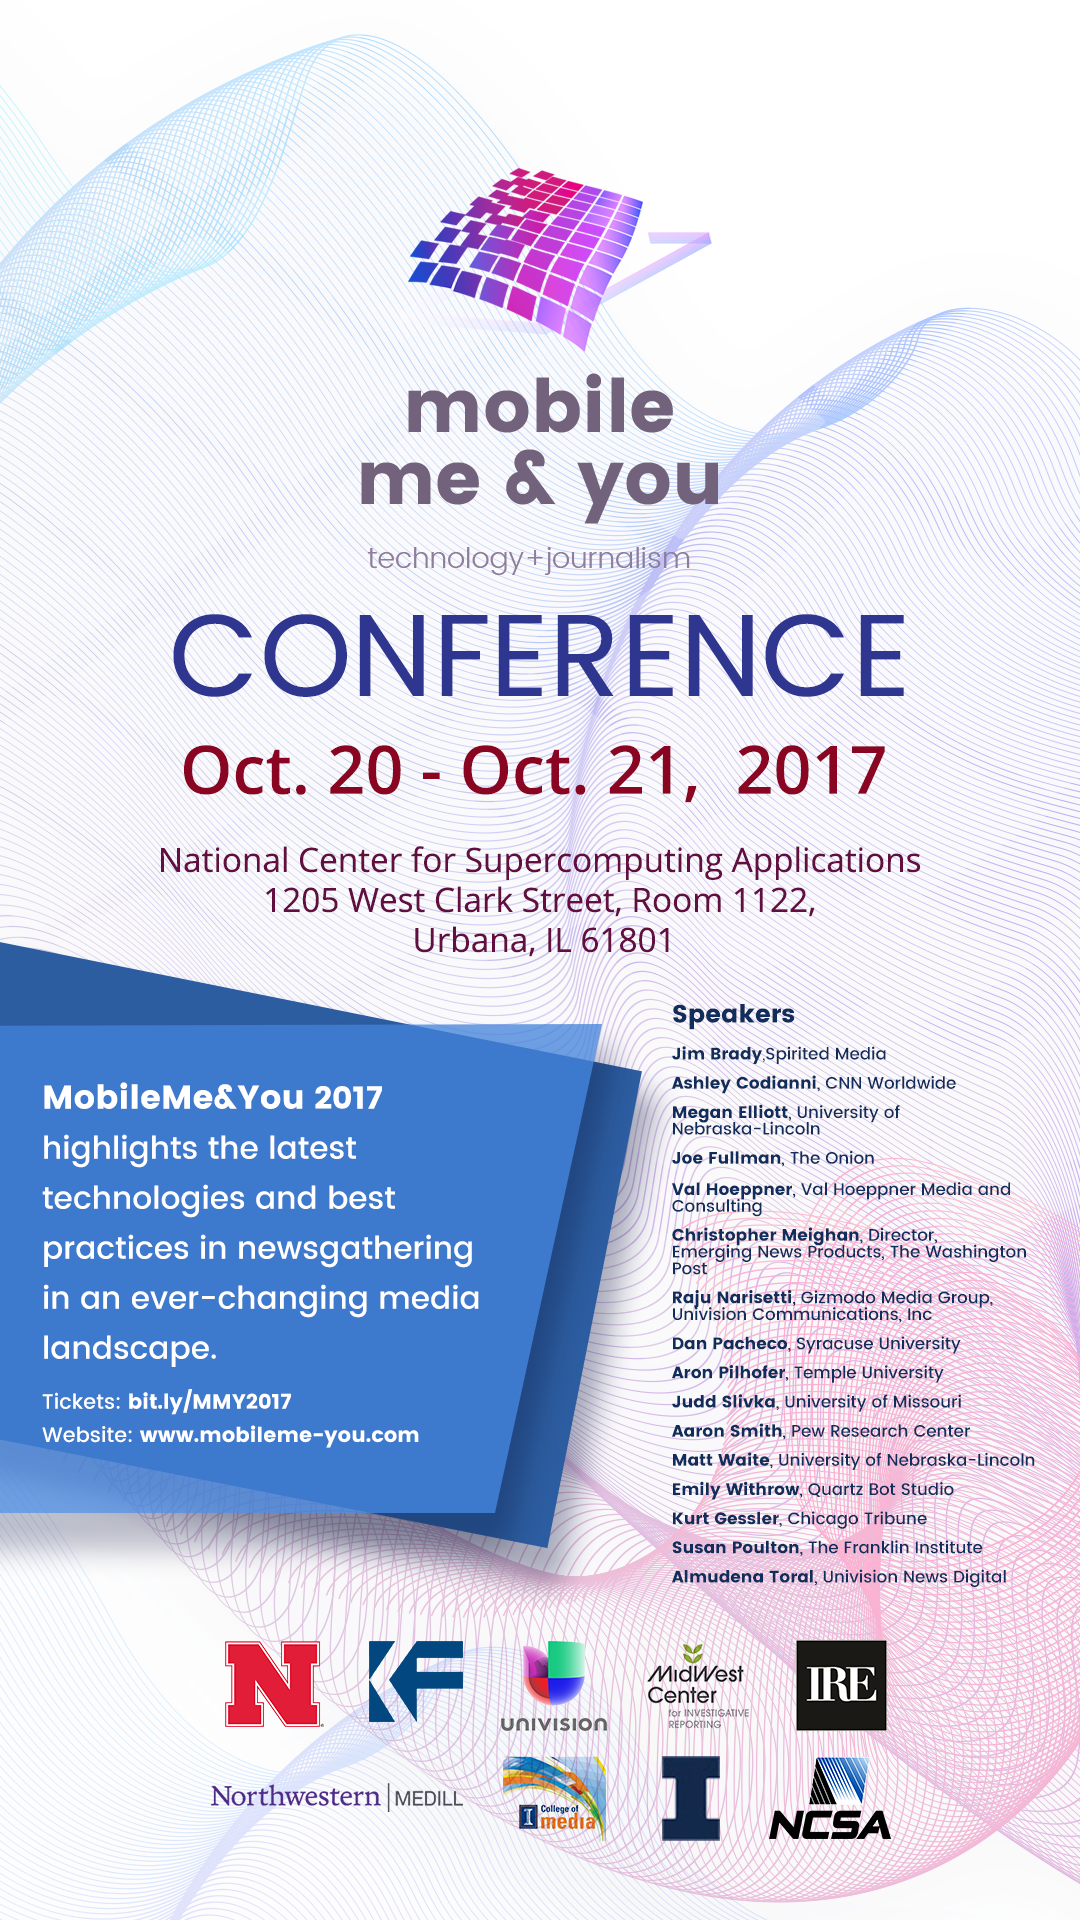 mobile
me & you
technology+journalism
CONFERENCE
Oct. 20 - Oct. 21, 2017
National Center for Supercomputing Applications
1205 West Clark Street, Room 1122,
Urbana, IL 61801
MobileMe&You 2017
highlights the latest
technologies and best
practices in newsgathering
in an ever-changing media
landscape.
Tickets: bit.ly/MMY2017
Website: www.mobileme-you.com
Speakers
Jim Brady,Spirited Media
Ashley Codianni, CNN Worldwide
Megan Elliott, University of
Nebraska-Lincoln
Joe Fullman, The Onion
Val Hoeppner, Val Hoeppner Media and
Consulting
Christopher Meighan, Director,
Emerging News Products, The Washington
Post
Raju Narisetti, Gizmodo Media Group,
Univision Communications, Inc
Dan Pacheco, Syracuse University
Aron Pilhofer, Temple University
Judd Slivka, University of Missouri
Aaron Smith, Pew Research Center
Matt Waite, University of Nebraska-Lincoln
Emily Withrow, Quartz Bot Studio
Kurt Gessler, Chicago Tribune
Susan Poulton, The Franklin Institute
Almudena Toral, Univision News Digital
N
KF
UNIVISION
MidWest
Center
for INVESTIGATIVE
REPORTING
IRE
Northwestern | MEDILL
I College of
media
I
NCSA